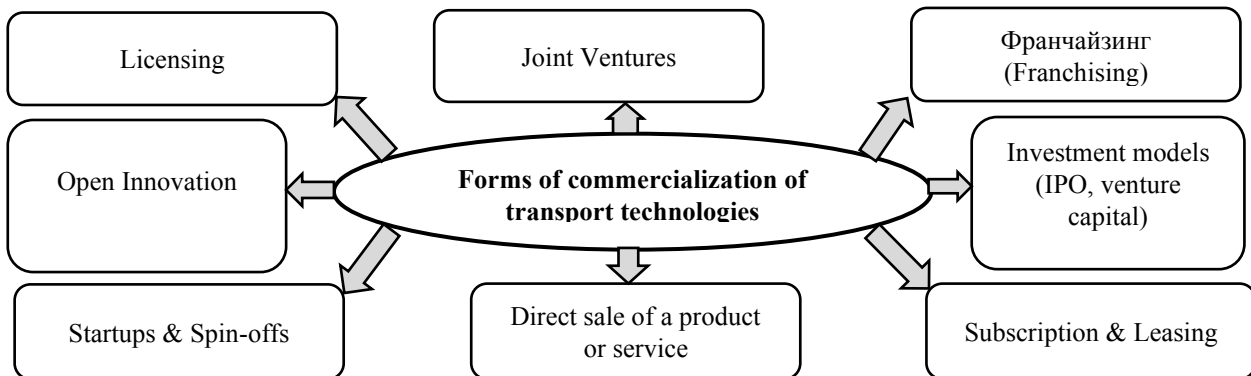 Licensing
Joint Ventures
Франчайзинг
(Franchising)
Open Innovation
Forms of commercialization of
transport technologies
Investment models
(IPO, venture
capital)
Startups & Spin-offs
Direct sale of a product
or service
Subscription & Leasing